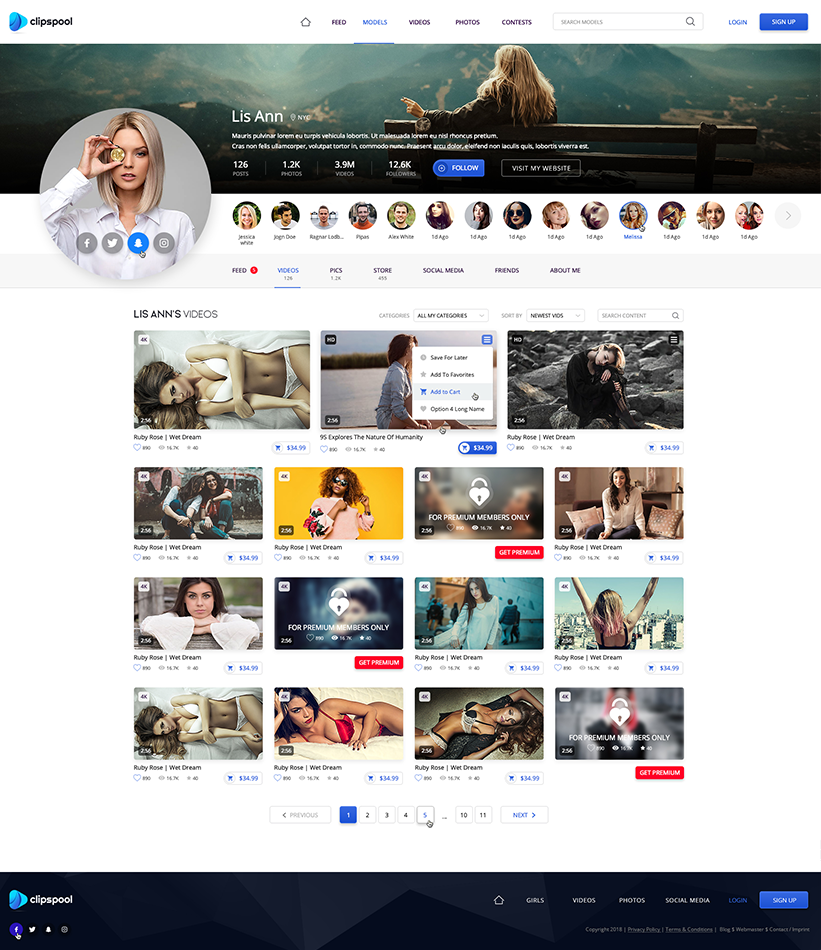 clipspool
FEED MODELS VIDEOS PHOTOS CONTESTS SEARCH MODELS LOGIN SIGN UP
Lis Ann NYC
Mauris pulvinar lorem eu turpis vehicula lobortis. Ut malesuada lorem eu nisl rhoncus pretium.
Cras non felis ullamcorper, volutpat tortor in, commodo nunc. Praesent arcu dolor, eleifend non iaculis quis, lobortis viverra est.
126 1.2K 3.9M 12.6K FOLLOW VISIT MY WEBSITE
POSTS PHOTOS VIDEOS FOLLOWERS
Jessica white Jogn Doe Ragnar Lodb... Pipas Alex White 1d Ago 1d Ago 1d Ago 1d Ago 1d Ago Melissa 1d Ago 1d Ago 1d Ago
FEED 5 VIDEOS PICS STORE SOCIAL MEDIA FRIENDS ABOUT ME
126 1.2K 455
LIS ANN'S VIDEOS CATEGORIES ALL MY CATEGORIES SORT BY NEWEST VIDS SEARCH CONTENT
4K HD HD
Save For Later
Add To Favorites
Add to Cart
Option 4 Long Name
2:56 2:56 2:56
Ruby Rose | Wet Dream 95 Explores The Nature Of Humanity Ruby Rose | Wet Dream
890 16.7K 40 $34.99 890 16.7K 40 $34.99 890 16.7K 40 $34.99
4K 4K 4K 4K
FOR PREMIUM MEMBERS ONLY
890 16.7K 40
2:56 2:56 2:56 2:56
Ruby Rose | Wet Dream Ruby Rose | Wet Dream GET PREMIUM Ruby Rose | Wet Dream
890 16.7K 40 $34.99 890 16.7K 40 $34.99 890 16.7K 40 $34.99
4K 4K 4K 4K
FOR PREMIUM MEMBERS ONLY
890 16.7K 40
2:56 2:56 2:56 2:56
Ruby Rose | Wet Dream GET PREMIUM Ruby Rose | Wet Dream Ruby Rose | Wet Dream
890 16.7K 40 $34.99 890 16.7K 40 $34.99 890 16.7K 40 $34.99
4K 4K 4K 4K
FOR PREMIUM MEMBERS ONLY
890 16.7K 40
2:56 2:56 2:56 2:56
Ruby Rose | Wet Dream Ruby Rose | Wet Dream Ruby Rose | Wet Dream GET PREMIUM
890 16.7K 40 $34.99 890 16.7K 40 $34.99 890 16.7K 40 $34.99
PREVIOUS 1 2 3 4 5 ... 10 11 NEXT
clipspool GIRLS VIDEOS PHOTOS SOCIAL MEDIA LOGIN SIGN UP
Copyright 2018 | Privacy Policy | Terms & Conditions | Blog $ Webmaster $ Contact / Imprint